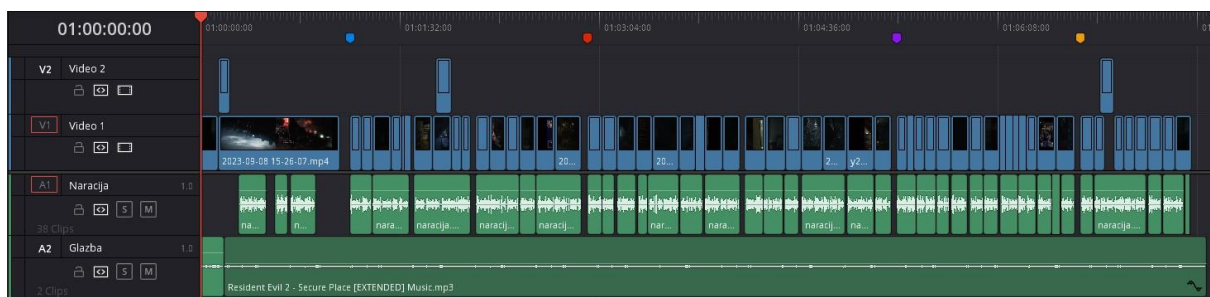 01:00:00:00
01:00:00:00 01:01:32:00 01:03:04:00 01:04:36:00 01:06:08:00 01
V2 Video 2
V1 Video 1
2023-09-08 15-26-07.mp4 20... 20... 2... y2...
A1 Naracija 1.0
S M
38 Clips
na... n... nara... naracija.... naracij... naracij... nar... nara... naracij... na... naracija....
A2 Glazba 1.0
S M
2 Clips
Resident Evil 2 - Secure Place [EXTENDED] Music.mp3